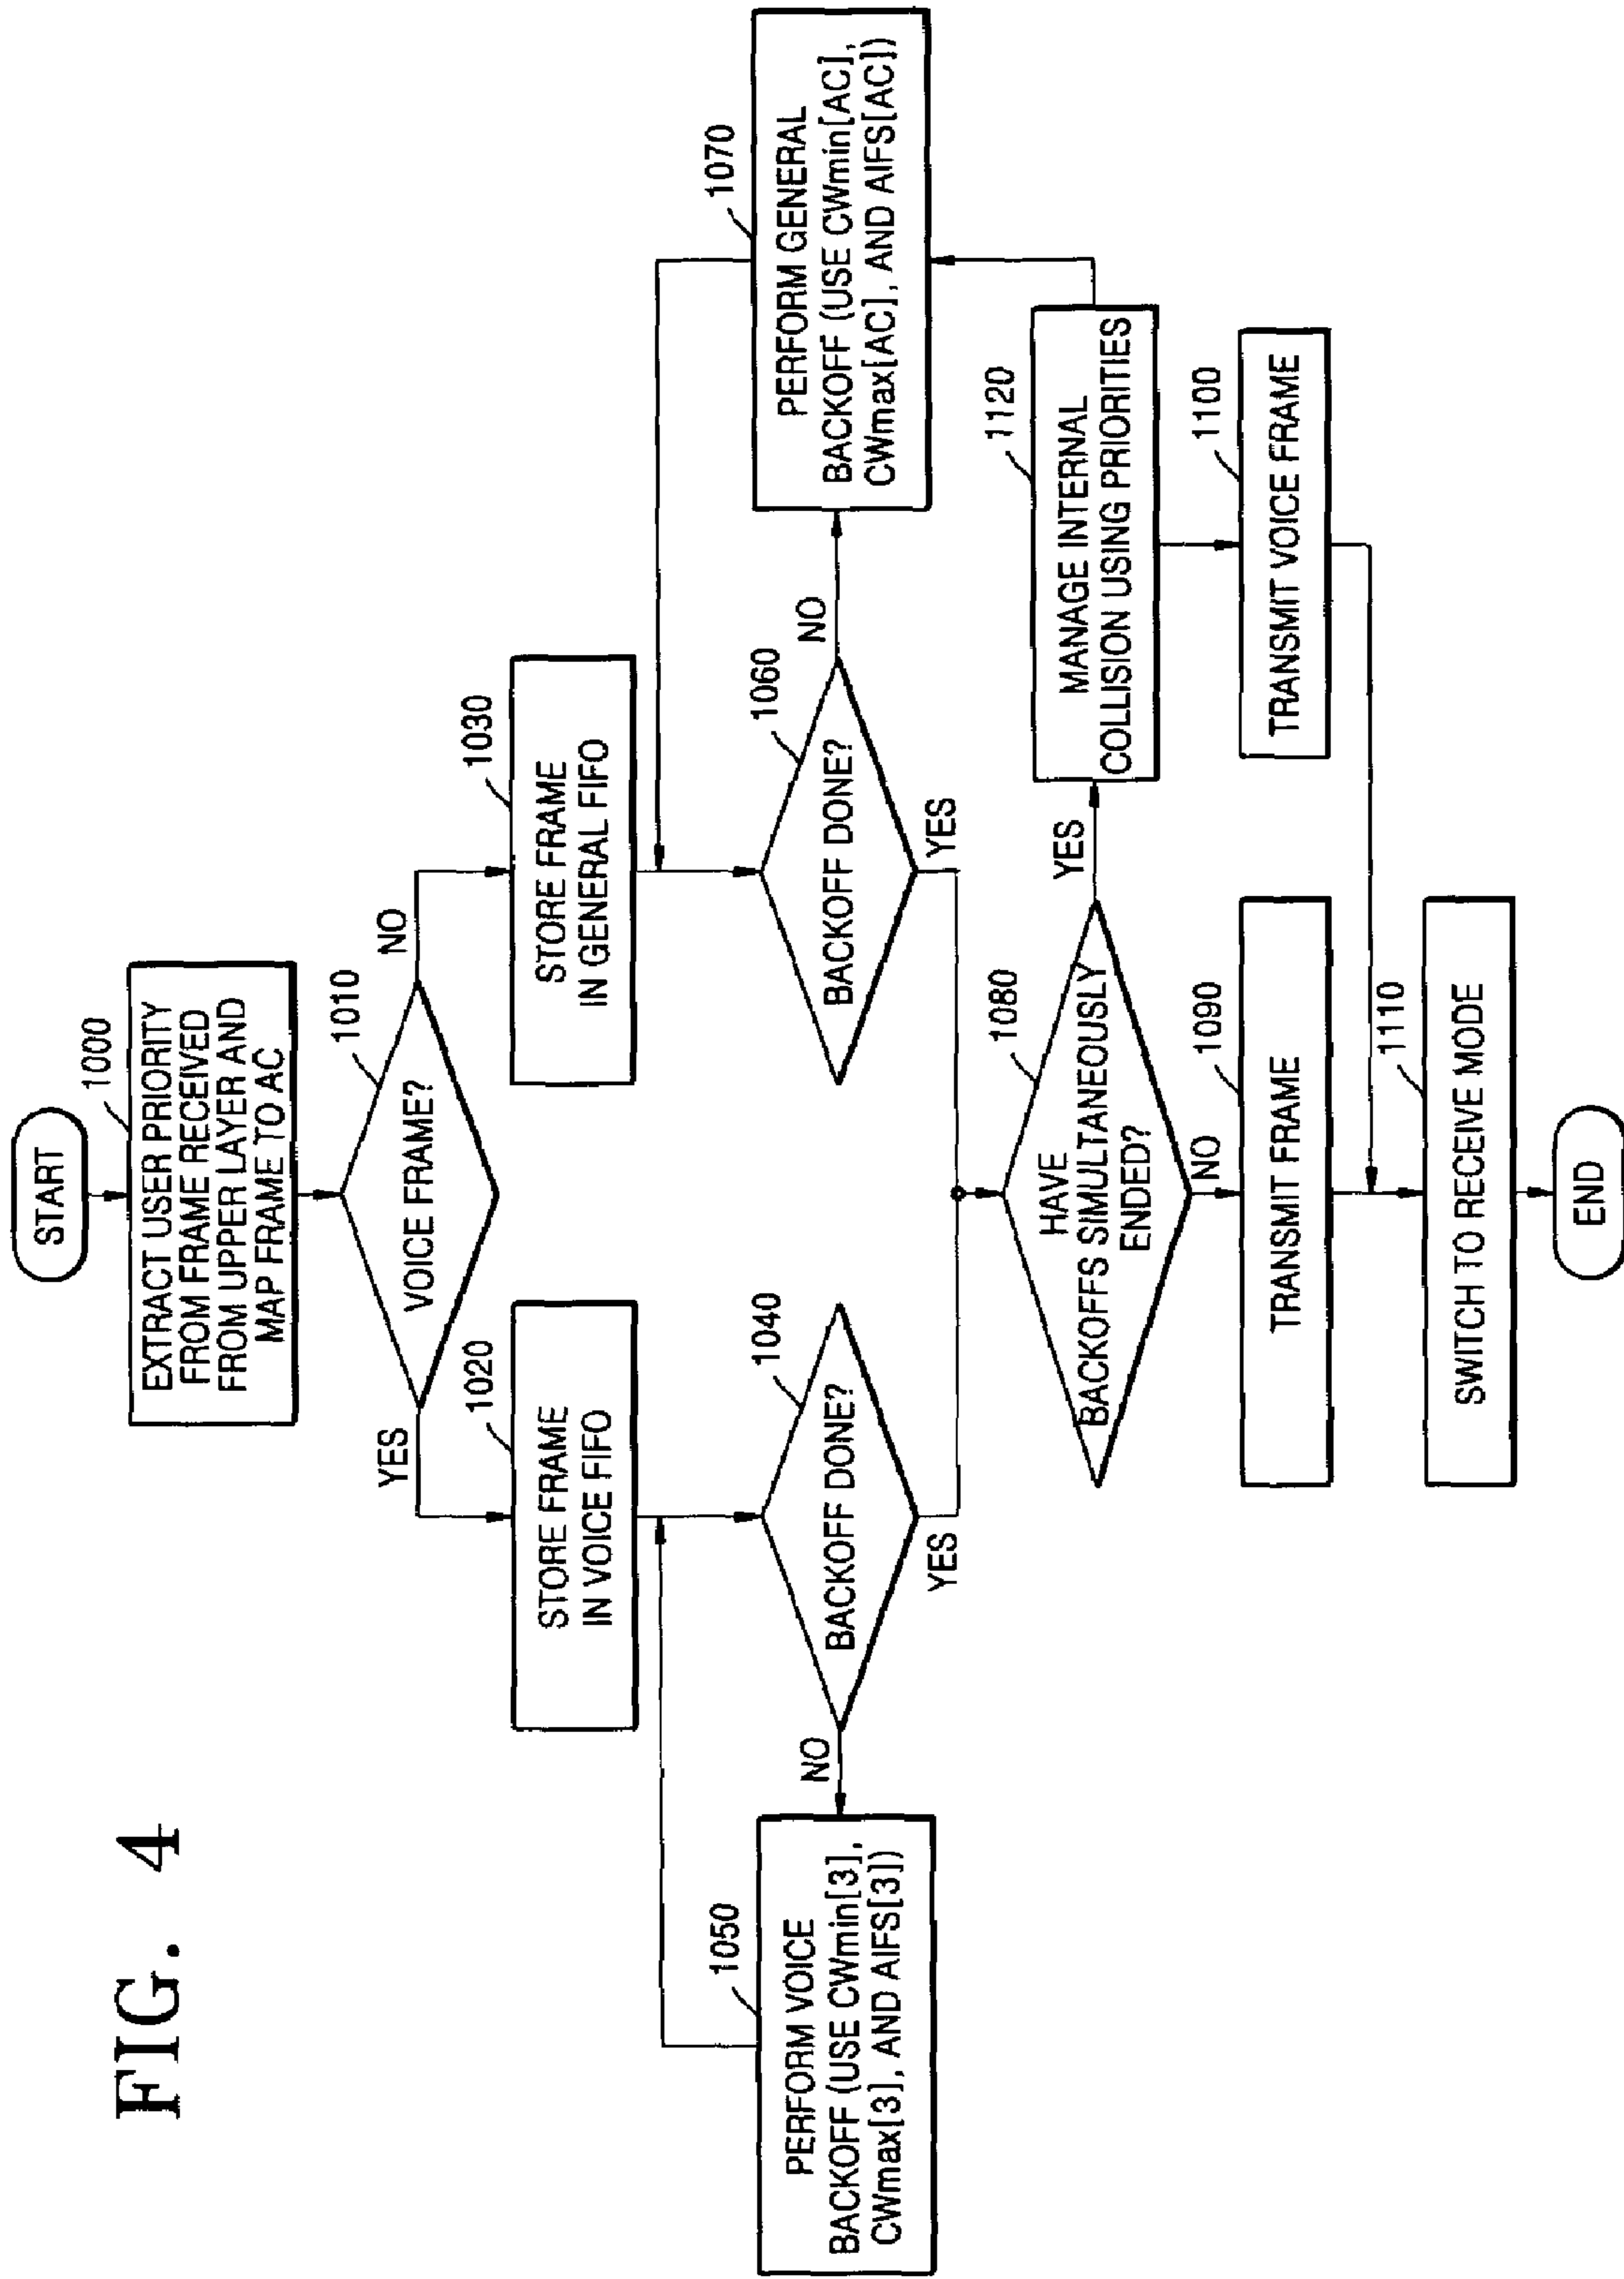 FIG. 4
START
1000
EXTRACT USER PRIORITY
FROM FRAME RECEIVED
FROM UPPER LAYER AND
MAP FRAME TO AC
1010
VOICE FRAME?
YES
NO
1020
STORE FRAME
IN VOICE FIFO
1030
STORE FRAME
IN GENERAL FIFO
1050
PERFORM VOICE
BACKOFF (USE CWmin[3],
CWmax[3], AND AIFS[3])
NO
1040
BACKOFF DONE?
YES
1060
BACKOFF DONE?
YES
NO
1070
PERFORM GENERAL
BACKOFF (USE CWmin[AC],
CWmax[AC], AND AIFS[AC])
1080
HAVE
BACKOFFS SIMULTANEOUSLY
ENDED?
YES
NO
1120
MANAGE INTERNAL
COLLISION USING PRIORITIES
1090
TRANSMIT FRAME
1100
TRANSMIT VOICE FRAME
1110
SWITCH TO RECEIVE MODE
END